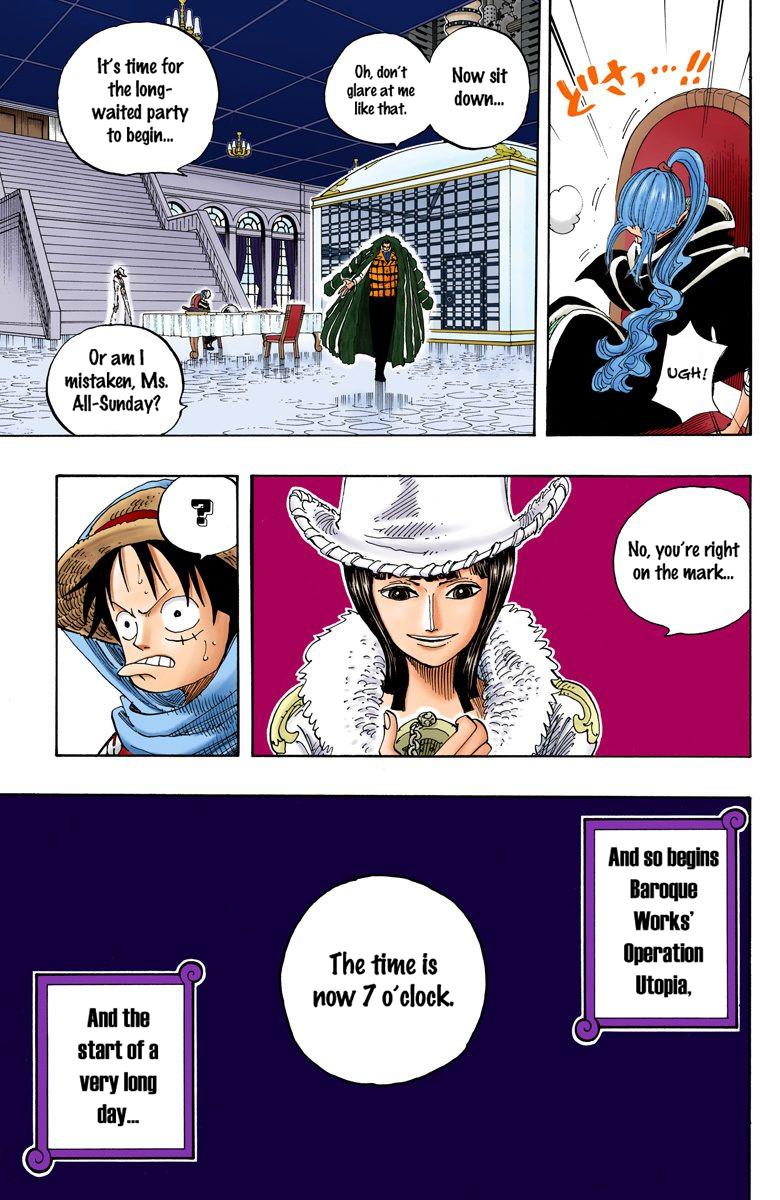 どさっ…!!
UGH!
Now sit
down...
Oh, don't
glare at me
like that.
It's time for
the long-
waited party
to begin...
Or am I
mistaken, Ms.
All-Sunday?
No, you're right
on the mark...
?
And so begins
Baroque
Works'
Operation
Utopia,
The time is
now 7 o'clock.
And the
start of a
very long
day...